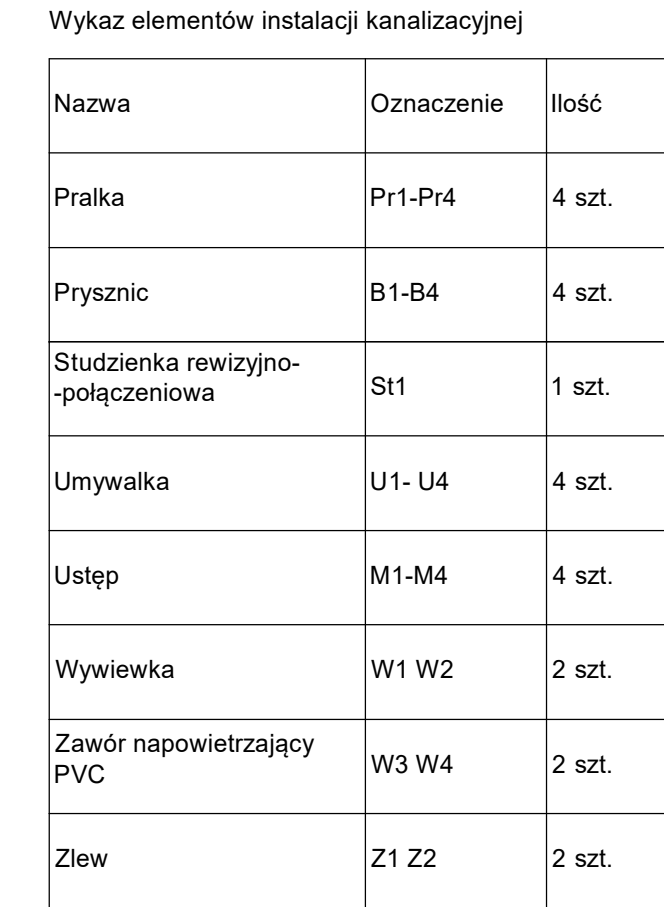 Wykaz elementów instalacji kanalizacyjnej
Nazwa Oznaczenie Ilość
Pralka Pr1-Pr4 4 szt.
Prysznic B1-B4 4 szt.
Studzienka rewizyjno-
-połączeniowa St1 1 szt.
Umywalka U1- U4 4 szt.
Ustęp M1-M4 4 szt.
Wywiewka W1 W2 2 szt.
Zawór napowietrzający
PVC W3 W4 2 szt.
Zlew Z1 Z2 2 szt.